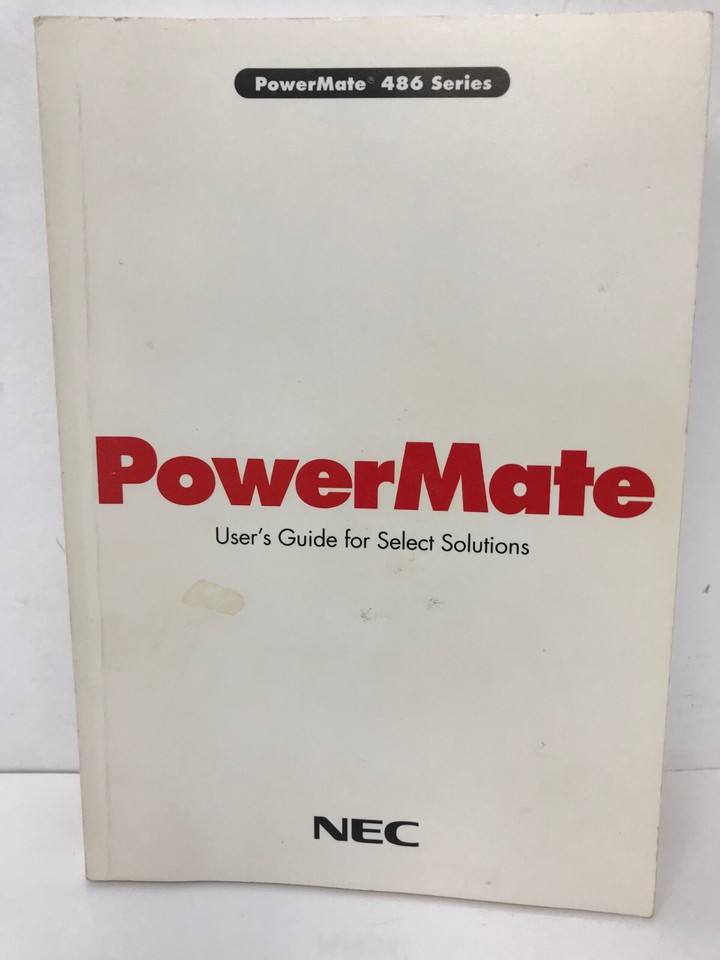 PowerMate® 486 Series
PowerMate
User's Guide for Select Solutions
NEC